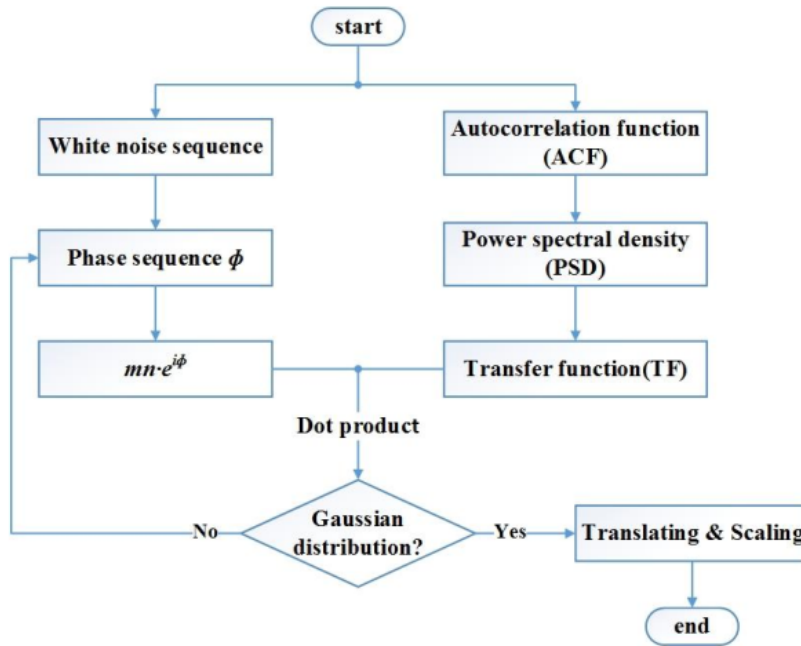 start
White noise sequence
Autocorrelation function
(ACF)
Phase sequence ϕ
Power spectral density
(PSD)
mn·e^{iϕ}
Transfer function(TF)
Dot product
No
Gaussian
distribution?
Yes
Translating & Scaling
end